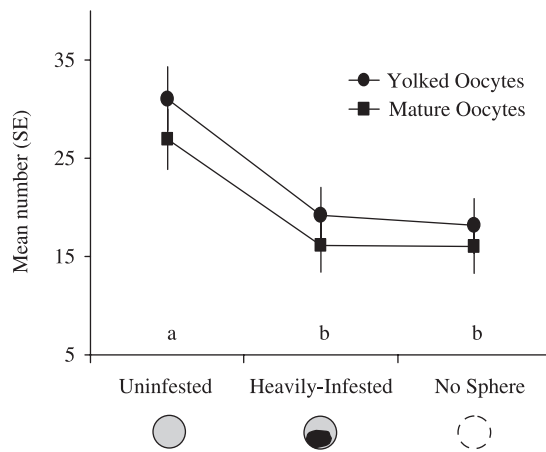 35
Yolked Oocytes
Mature Oocytes
25
Mean number (SE)
15
a b b
5
Uninfested Heavily-Infested No Sphere